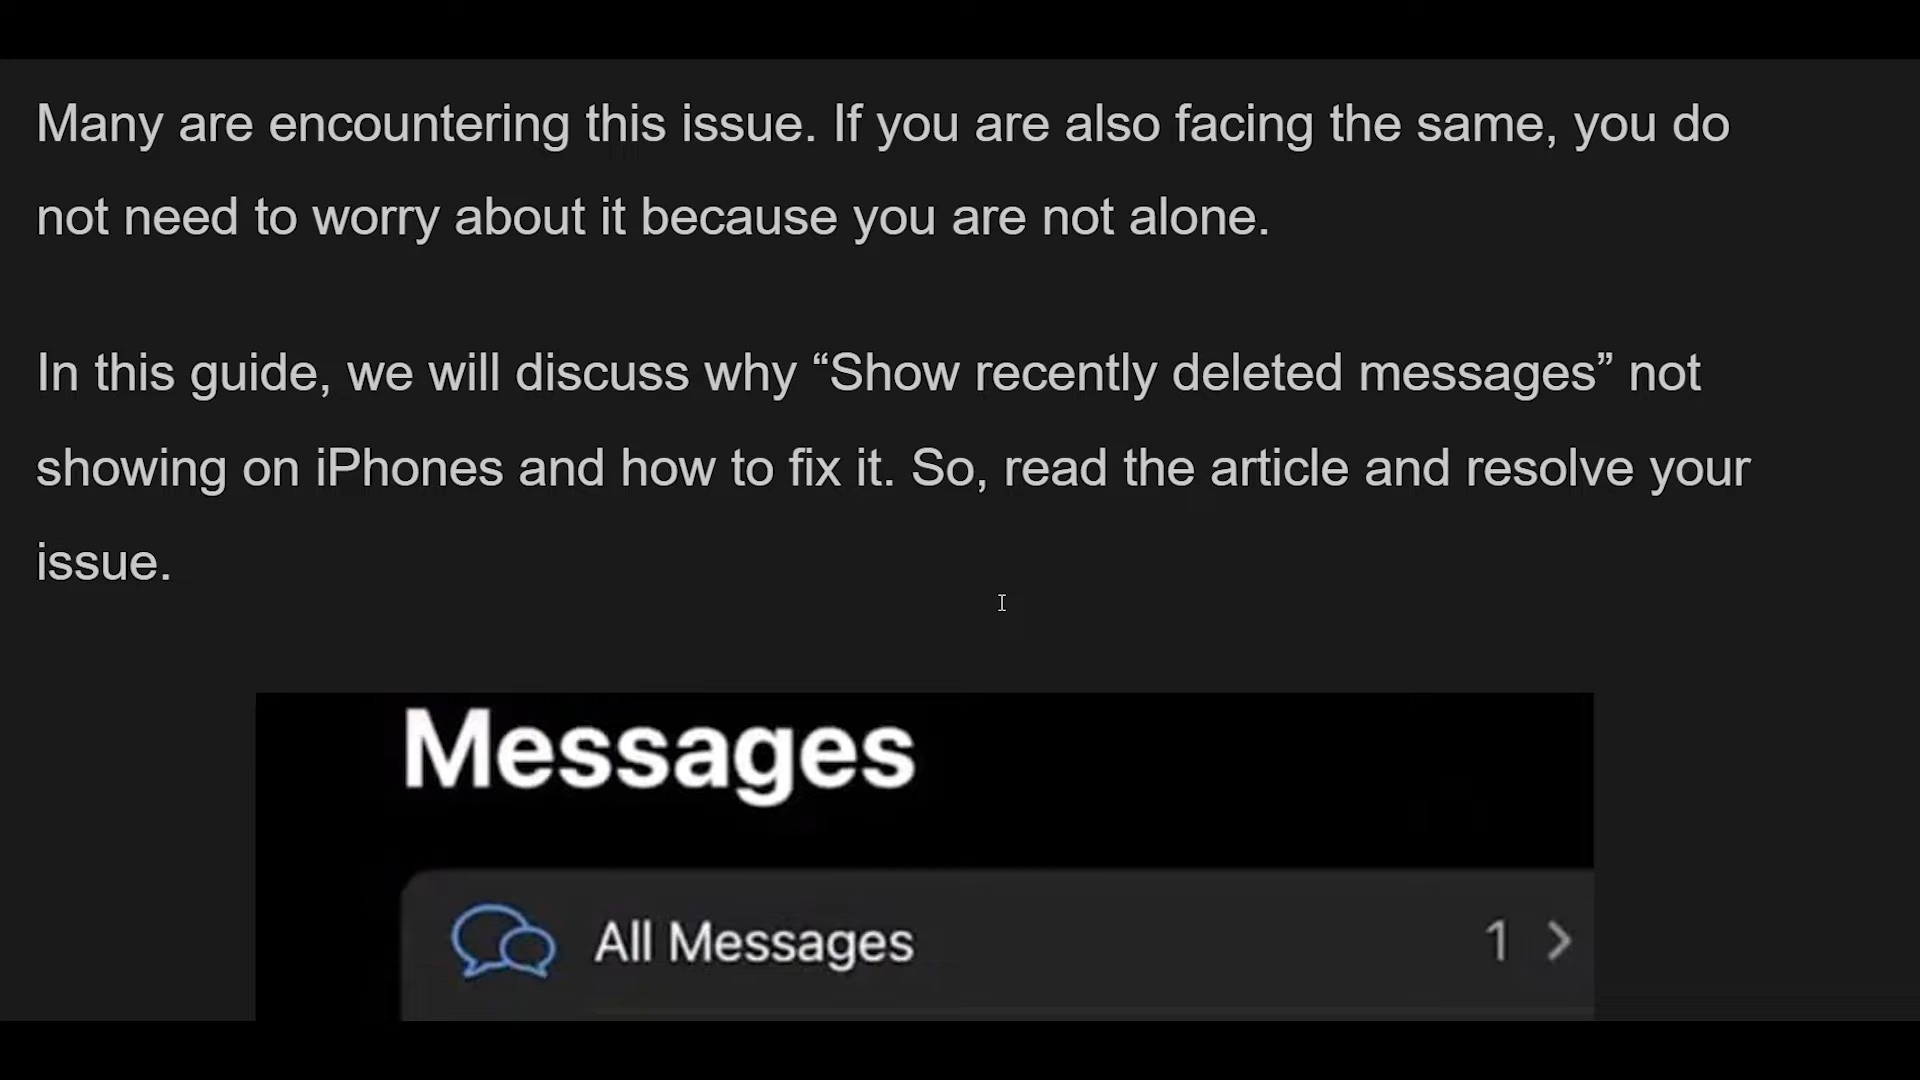 Many are encountering this issue. If you are also facing the same, you do
not need to worry about it because you are not alone.
In this guide, we will discuss why “Show recently deleted messages” not
showing on iPhones and how to fix it. So, read the article and resolve your
issue.
Messages
All Messages 1